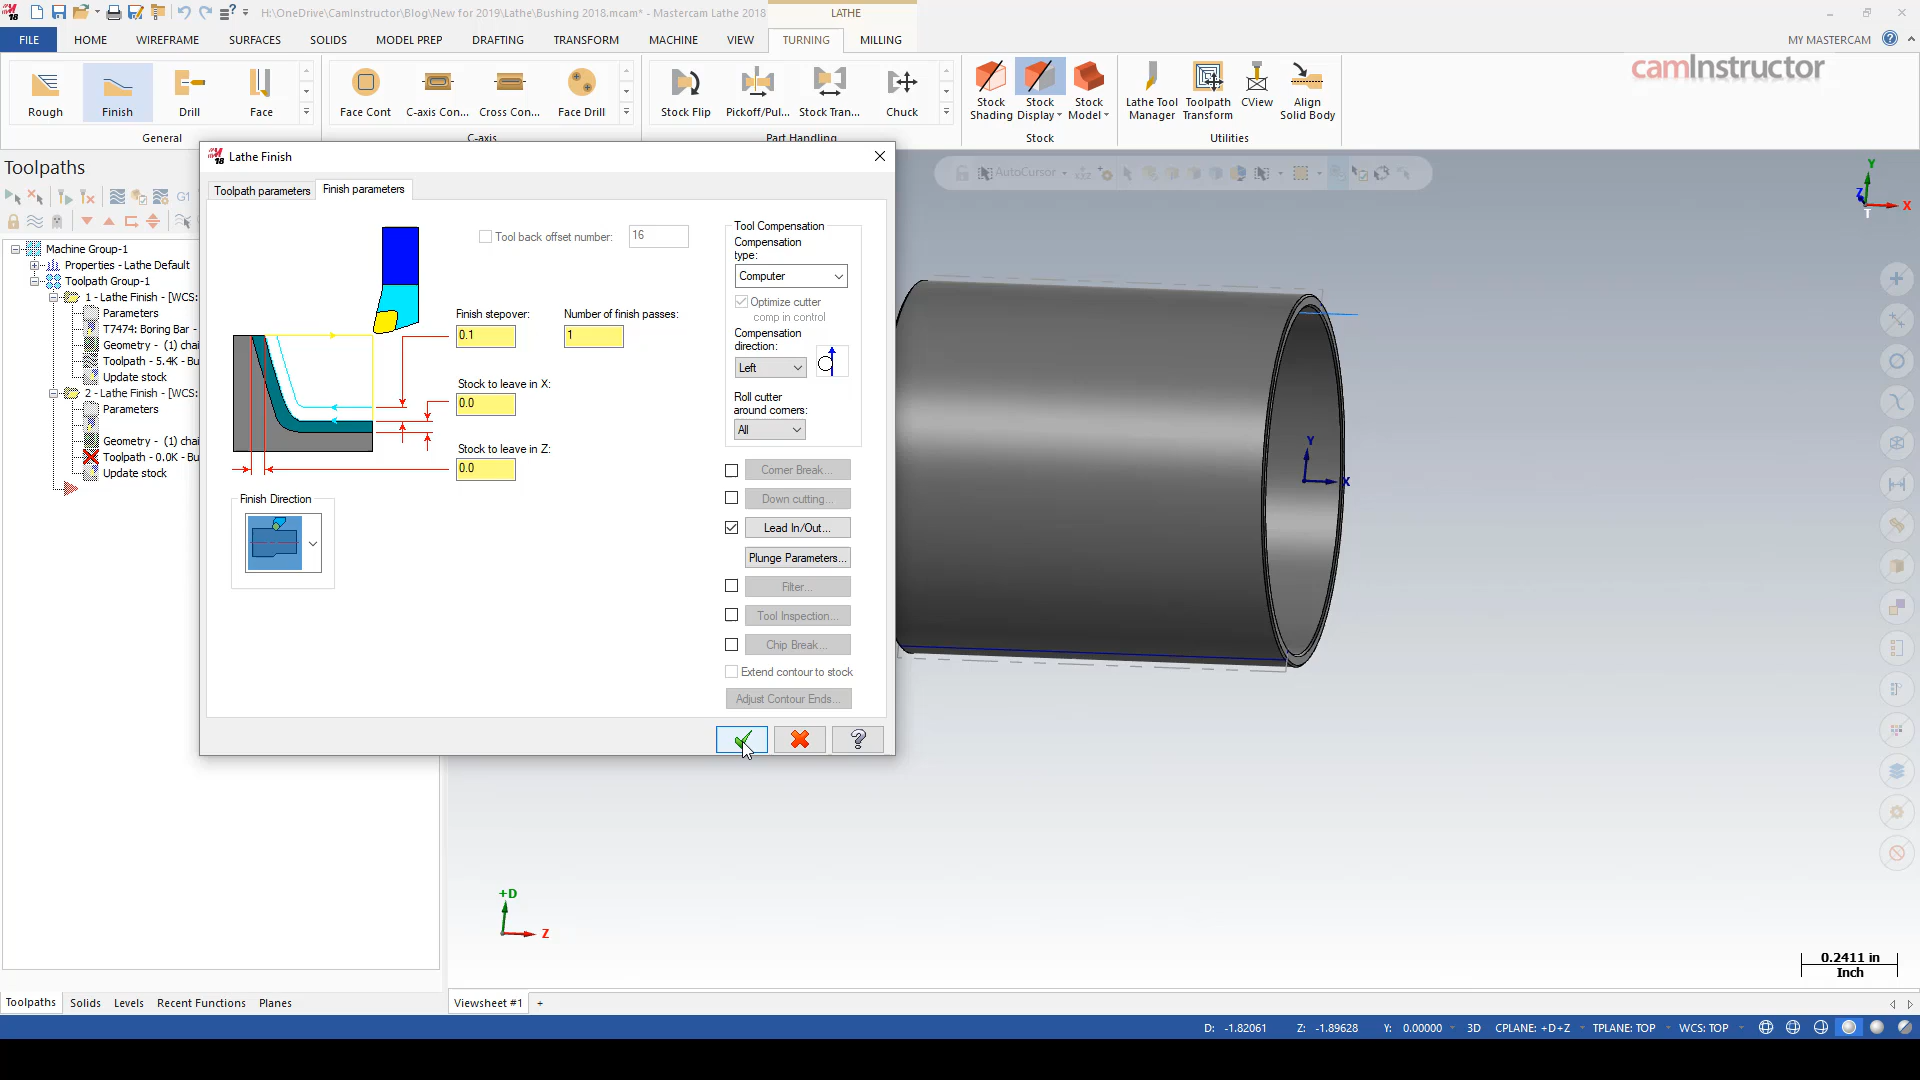 18
H:\OneDrive\CamInstructor\Blog\New for 2019\Lathe\Bushing 2018.mcam* - Mastercam Lathe 2018
LATHE
FILE
HOME
WIREFRAME
SURFACES
SOLIDS
MODEL PREP
DRAFTING
TRANSFORM
MACHINE
VIEW
TURNING
MILLING
MY MASTERCAM
Rough
Finish
Drill
Face
Face Cont
C-axis Con...
Cross Con...
Face Drill
Stock Flip
Pickoff/Pul...
Stock Tran...
Chuck
Stock Shading
Stock Display
Stock Model
Lathe Tool Manager
Toolpath Transform
CView
Align Solid Body
camInstructor
General
C-axis
Part Handling
Stock
Utilities
Toolpaths
G1
Machine Group-1
Properties - Lathe Default
Toolpath Group-1
1 - Lathe Finish - [WCS:
Parameters
T7474: Boring Bar -
Geometry - (1) chai
Toolpath - 5.4K - Bu
Update stock
2 - Lathe Finish - [WCS:
Parameters
Geometry - (1) chai
Toolpath - 0.0K - Bu
Update stock
18
Lathe Finish
Toolpath parameters
Finish parameters
Tool back offset number:
16
Finish stepover:
0.1
Number of finish passes:
1
Stock to leave in X:
0.0
Stock to leave in Z:
0.0
Finish Direction
Tool Compensation
Compensation
type:
Computer
Optimize cutter
comp in control
Compensation
direction:
Left
Roll cutter
around corners:
All
Corner Break...
Down cutting...
Lead In/Out...
Plunge Parameters...
Filter...
Tool Inspection...
Chip Break...
Extend contour to stock
Adjust Contour Ends...
AutoCursor
XYZ
Y
Z
X
T
Y
X
+D
Z
0.2411 in
Inch
Toolpaths
Solids
Levels
Recent Functions
Planes
Viewsheet #1
+
D: -1.82061
Z: -1.89628
Y: 0.00000
3D
CPLANE: +D+Z
TPLANE: TOP
WCS: TOP